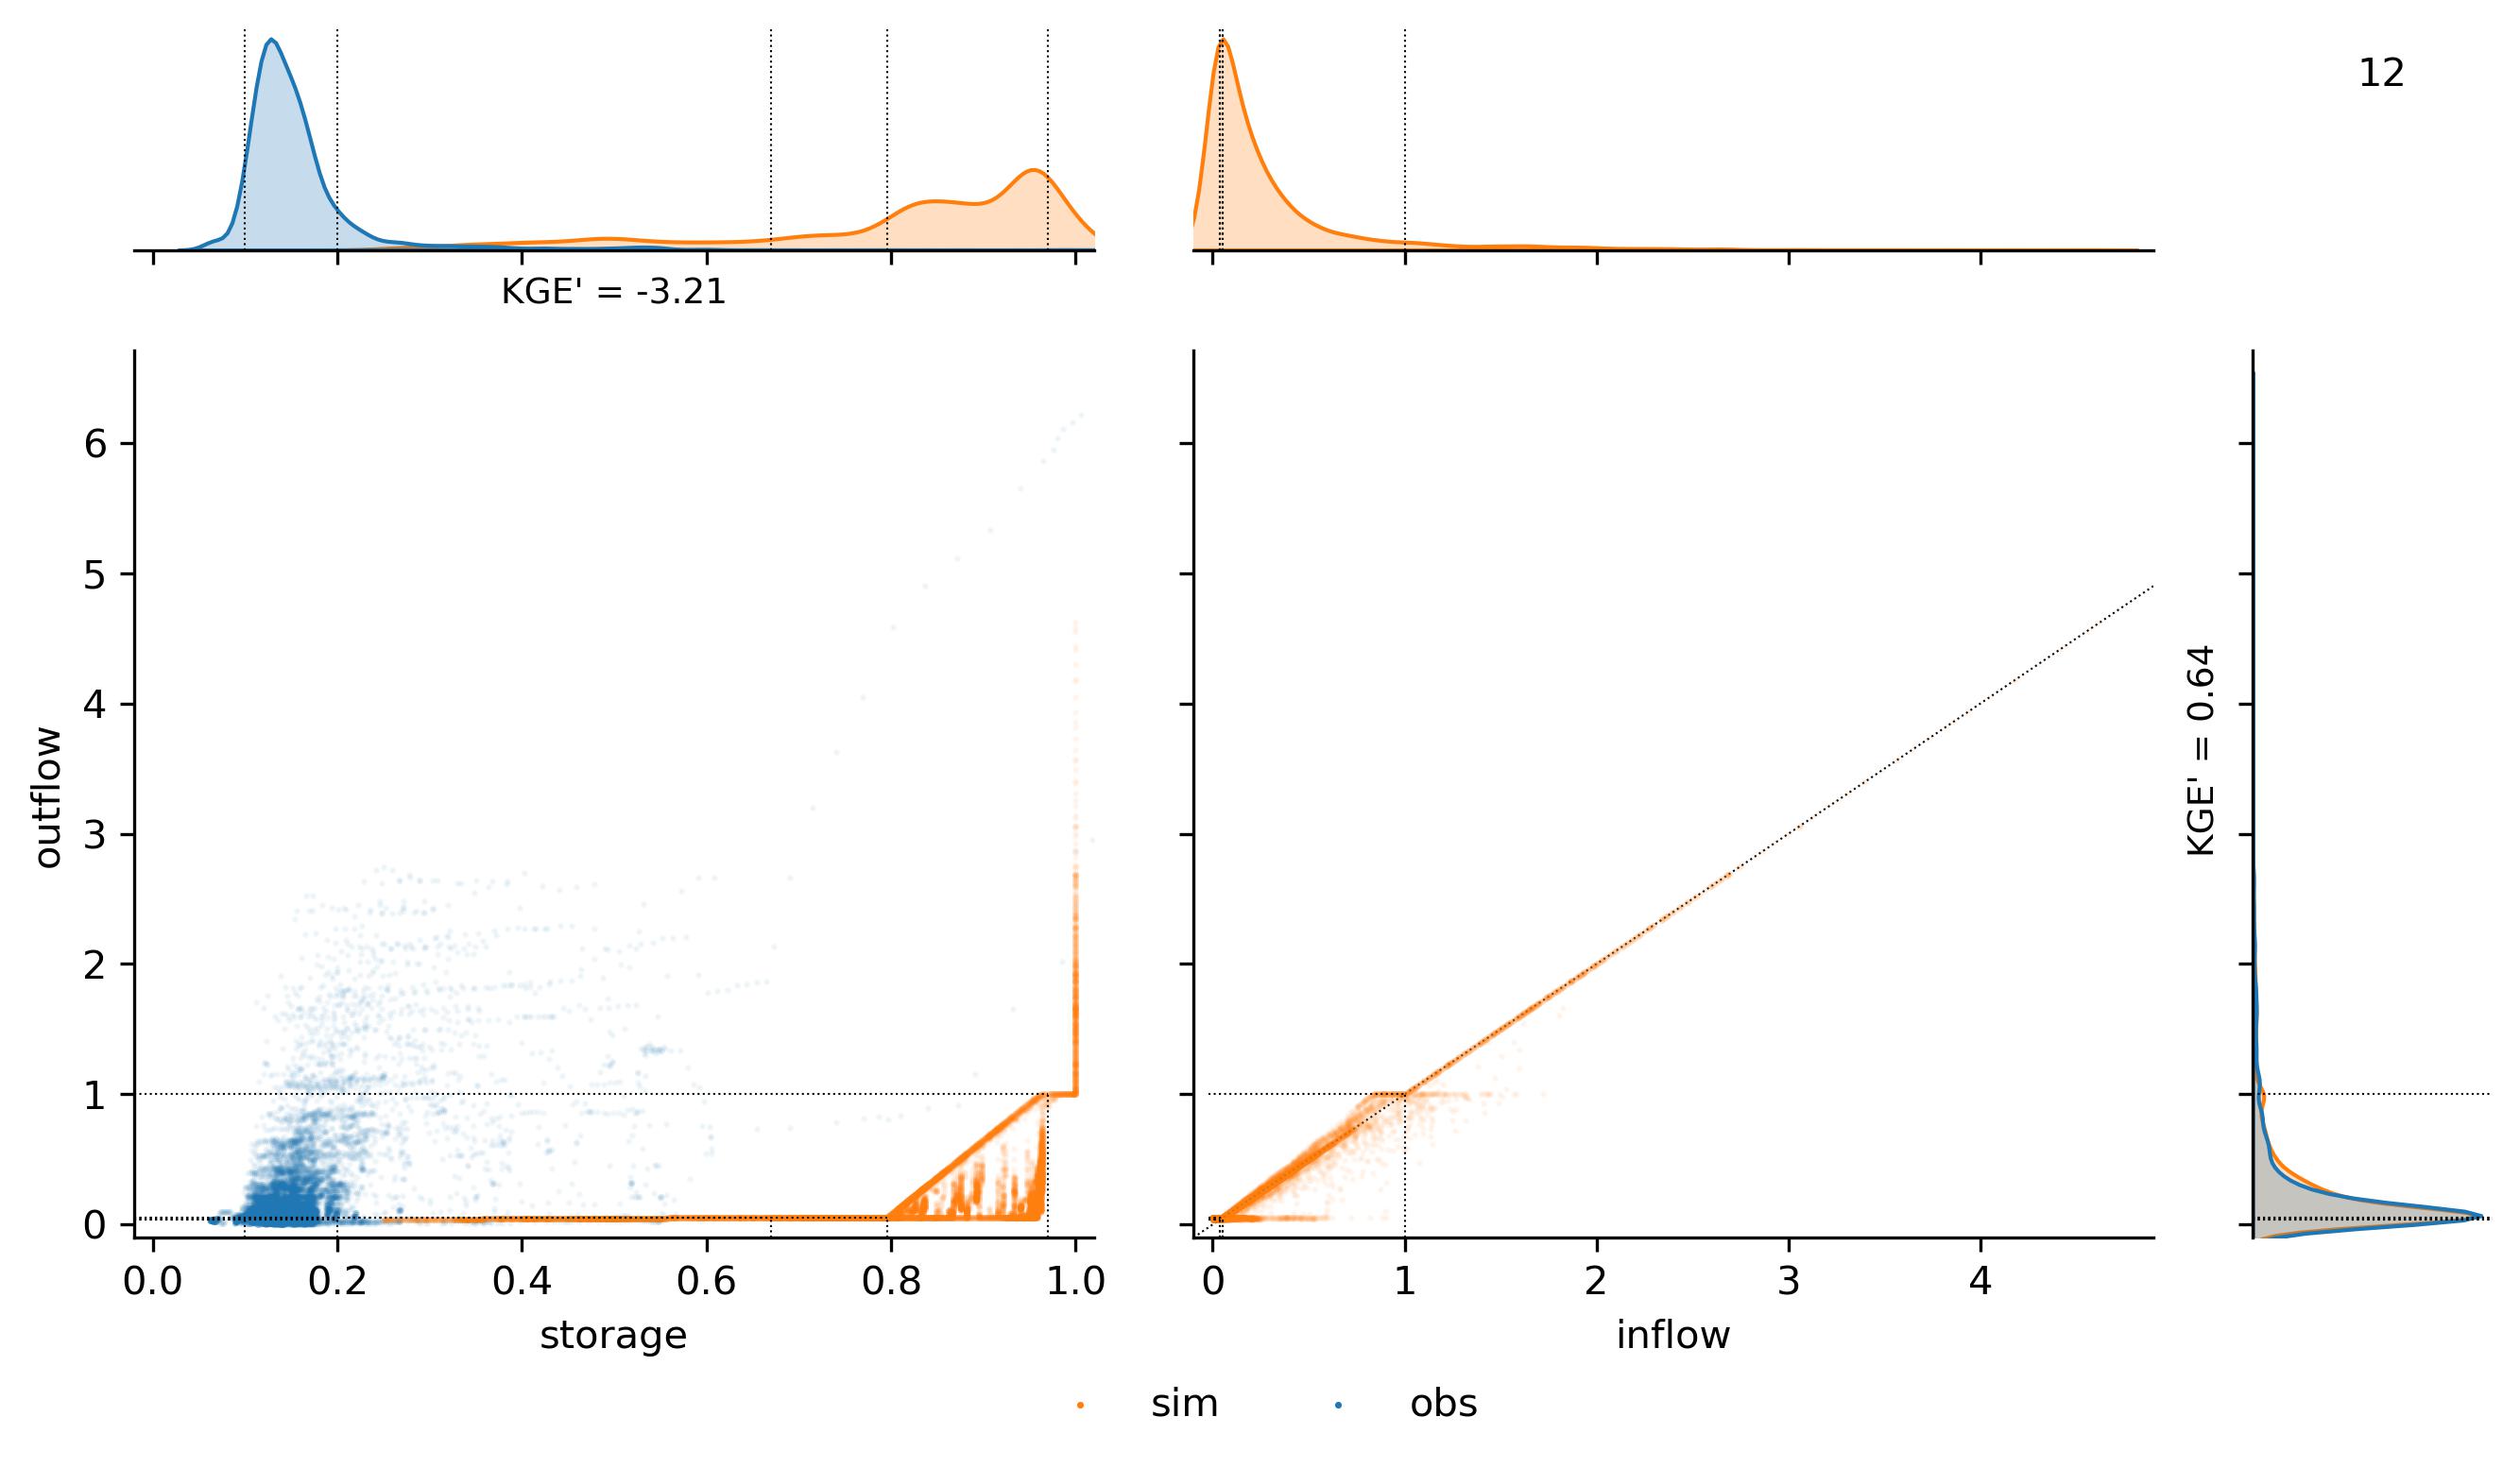 12
KGE' = -3.21
KGE' = 0.64
outflow
6
5
4
3
2
1
0
0.0 0.2 0.4 0.6 0.8 1.0
0 1 2 3 4
storage
inflow
sim obs